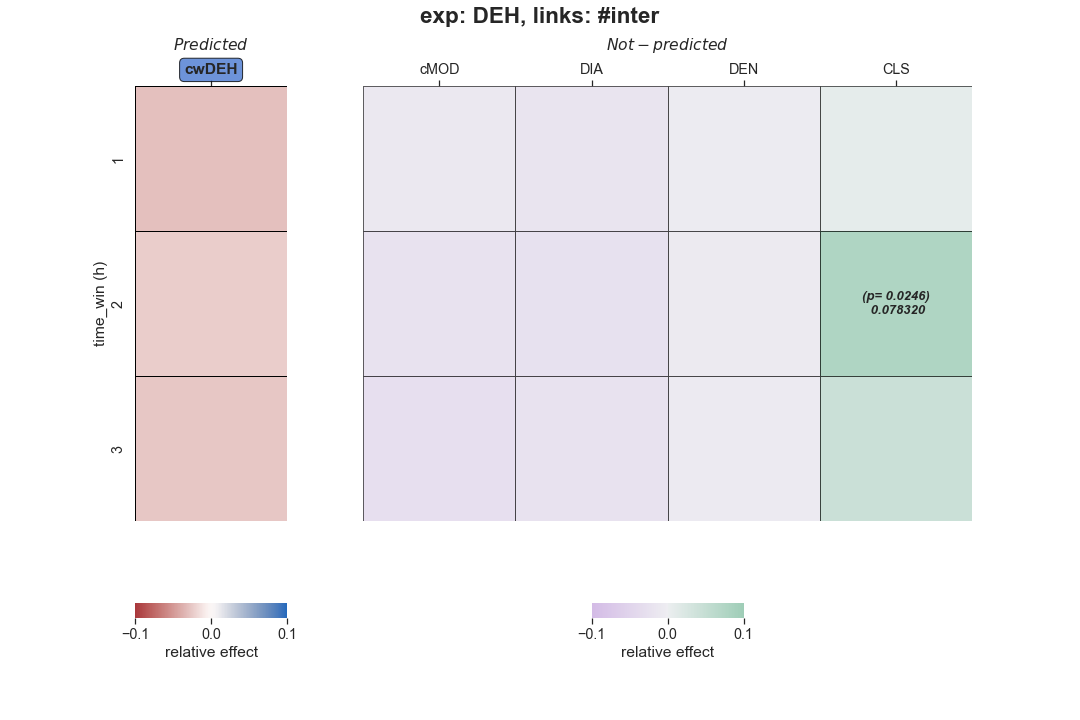 exp: DEH, links: #inter
Predicted
Not − predicted
cwDEH
cMOD DIA DEN CLS
time_win (h)
1
2
3
(p= 0.0246)
0.078320
−0.1 0.0 0.1
relative effect
−0.1 0.0 0.1
relative effect